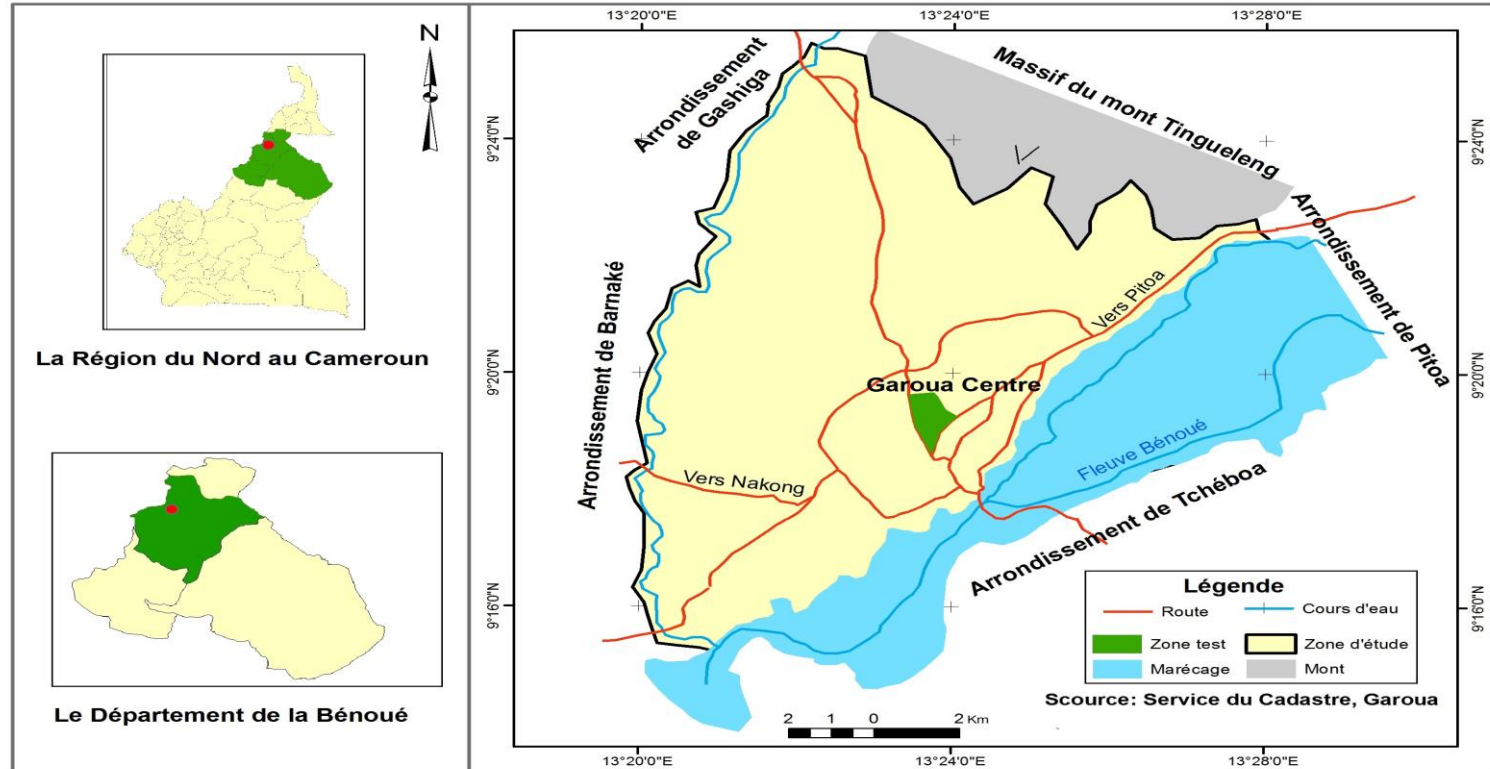 N
La Région du Nord au Cameroun
Le Département de la Bénoué
13°20'0"E
13°24'0"E
13°28'0"E
9°24'0"N
9°20'0"N
9°16'0"N
Arrondissement
de Gashiga
Massif du mont Tingueleng
Arrondissement de Pitoa
Arrondissement de Barnaké
Vers Pitoa
Garoua Centre
Vers Nakong
Fleuve Bénoué
Arrondissement de Tchéboa
Légende
Route
Cours d'eau
Zone test
Zone d'étude
Marécage
Mont
Scource: Service du Cadastre, Garoua
2 1 0 2 Km
9°24'0"N
9°20'0"N
9°16'0"N
13°20'0"E
13°24'0"E
13°28'0"E